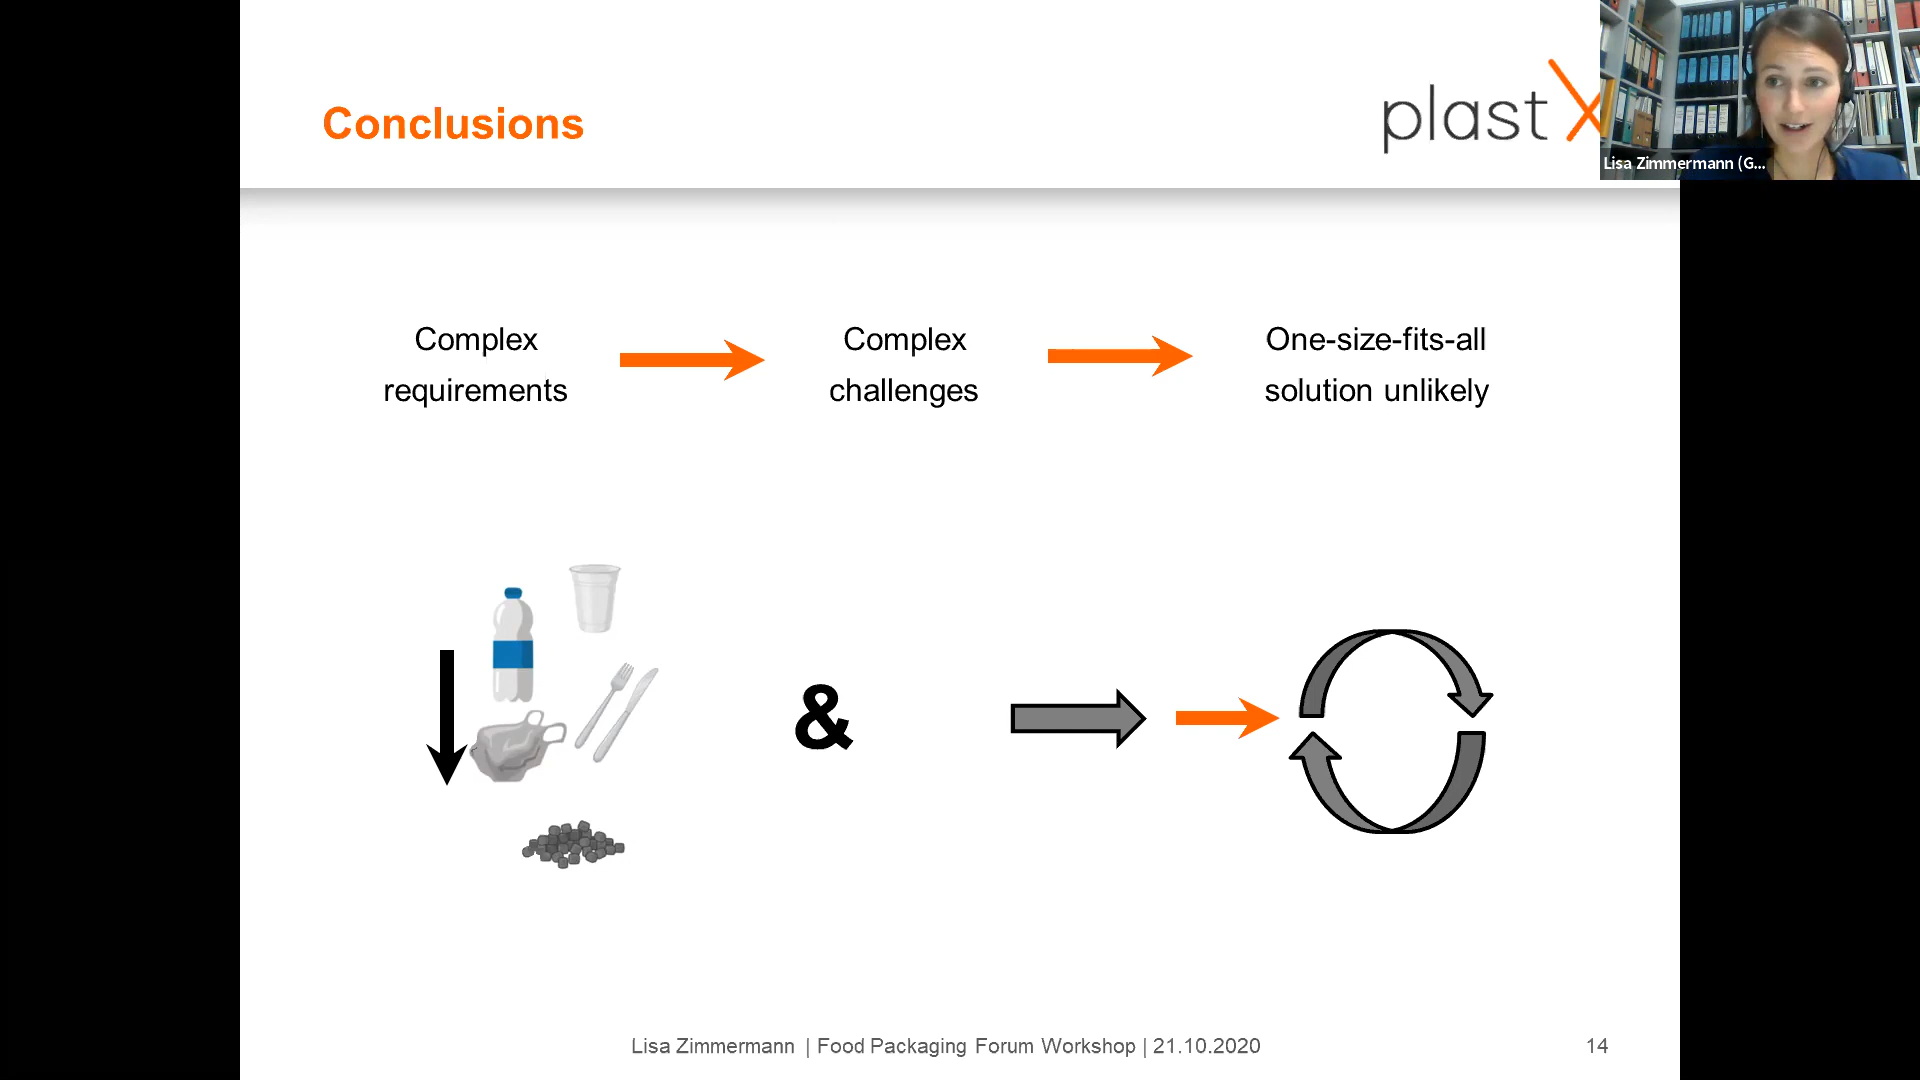 Conclusions
plastX
Lisa Zimmermann (G...
Complex
requirements
Complex
challenges
One-size-fits-all
solution unlikely
&
Lisa Zimmermann | Food Packaging Forum Workshop | 21.10.2020
14